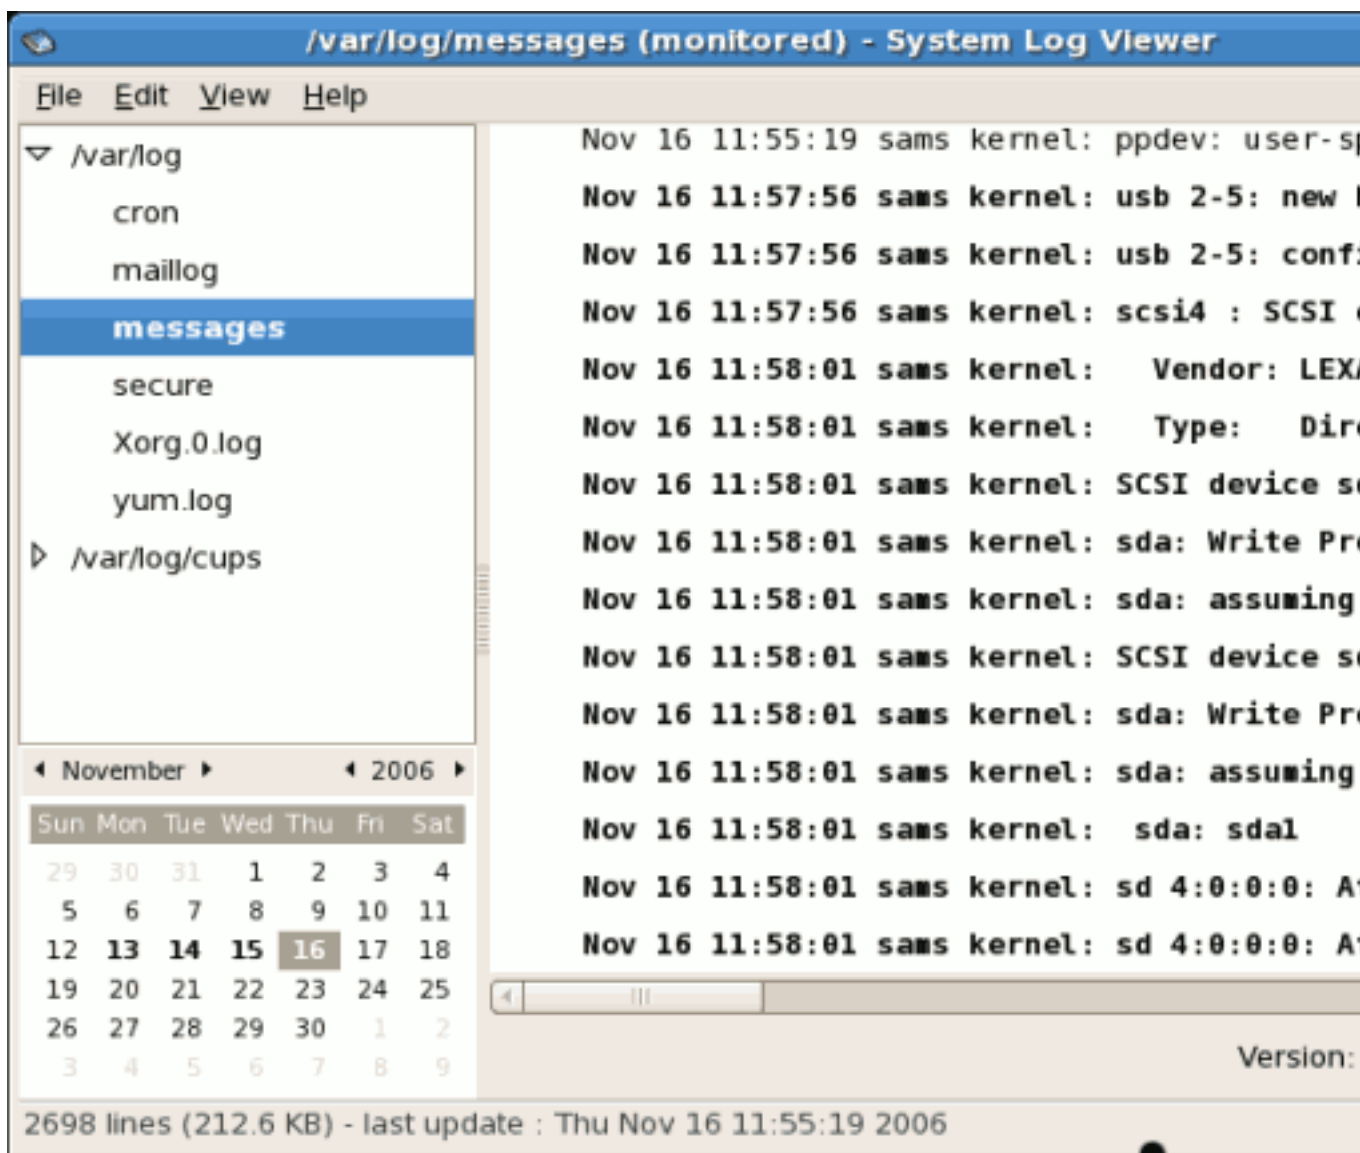 /var/log/messages (monitored) - System Log Viewer
File Edit View Help
/var/log
cron
maillog
messages
secure
Xorg.0.log
yum.log
/var/log/cups
November 2006
Sun Mon Tue Wed Thu Fri Sat
29 30 31 1 2 3 4
5 6 7 8 9 10 11
12 13 14 15 16 17 18
19 20 21 22 23 24 25
26 27 28 29 30 1 2
3 4 5 6 7 8 9
Nov 16 11:55:19 sams kernel: ppdev: user-sp
Nov 16 11:57:56 sams kernel: usb 2-5: new
Nov 16 11:57:56 sams kernel: usb 2-5: confi
Nov 16 11:57:56 sams kernel: scsi4 : SCSI
Nov 16 11:58:01 sams kernel: Vendor: LEXA
Nov 16 11:58:01 sams kernel: Type: Dire
Nov 16 11:58:01 sams kernel: SCSI device sd
Nov 16 11:58:01 sams kernel: sda: Write Pro
Nov 16 11:58:01 sams kernel: sda: assuming
Nov 16 11:58:01 sams kernel: SCSI device sd
Nov 16 11:58:01 sams kernel: sda: Write Pro
Nov 16 11:58:01 sams kernel: sda: assuming
Nov 16 11:58:01 sams kernel: sda: sda1
Nov 16 11:58:01 sams kernel: sd 4:0:0:0: At
Nov 16 11:58:01 sams kernel: sd 4:0:0:0: At
Version:
2698 lines (212.6 KB) - last update : Thu Nov 16 11:55:19 2006